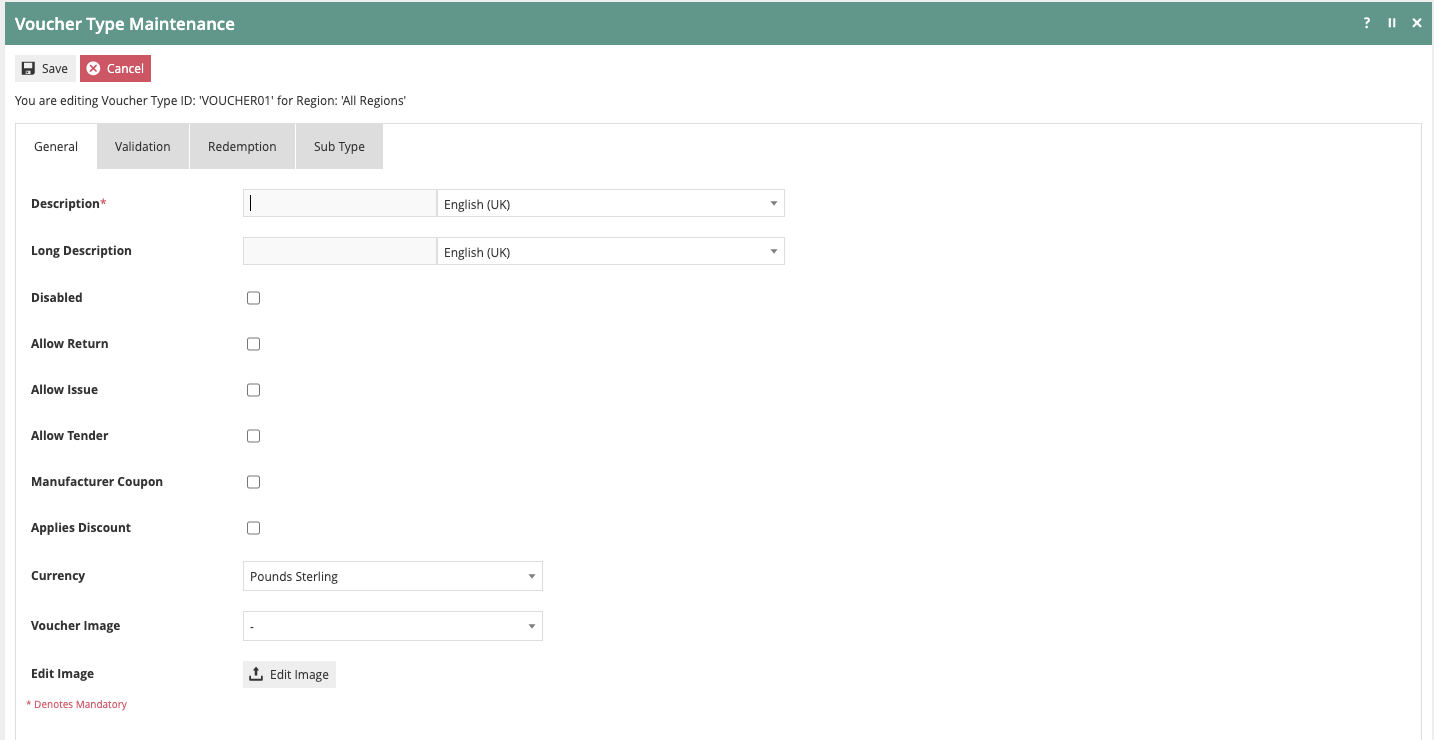 Voucher Type Maintenance ?
Save Cancel
You are editing Voucher Type ID: 'VOUCHER01' for Region: 'All Regions'
General Validation Redemption Sub Type
Description* English (UK)
Long Description English (UK)
Disabled
Allow Return
Allow Issue
Allow Tender
Manufacturer Coupon
Applies Discount
Currency Pounds Sterling
Voucher Image -
Edit Image Edit Image
* Denotes Mandatory